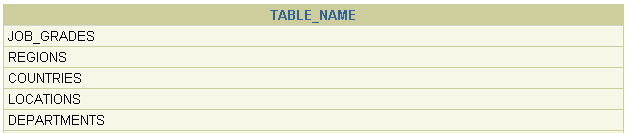 TABLE_NAME
JOB_GRADES
REGIONS
COUNTRIES
LOCATIONS
DEPARTMENTS